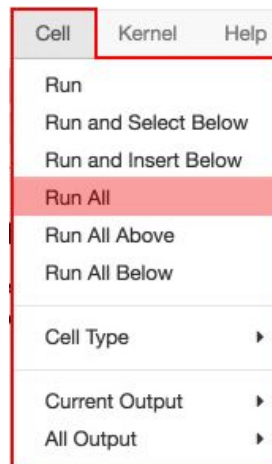 Cell Kernel Help
Run
Run and Select Below
Run and Insert Below
Run All
Run All Above
Run All Below
Cell Type
Current Output
All Output